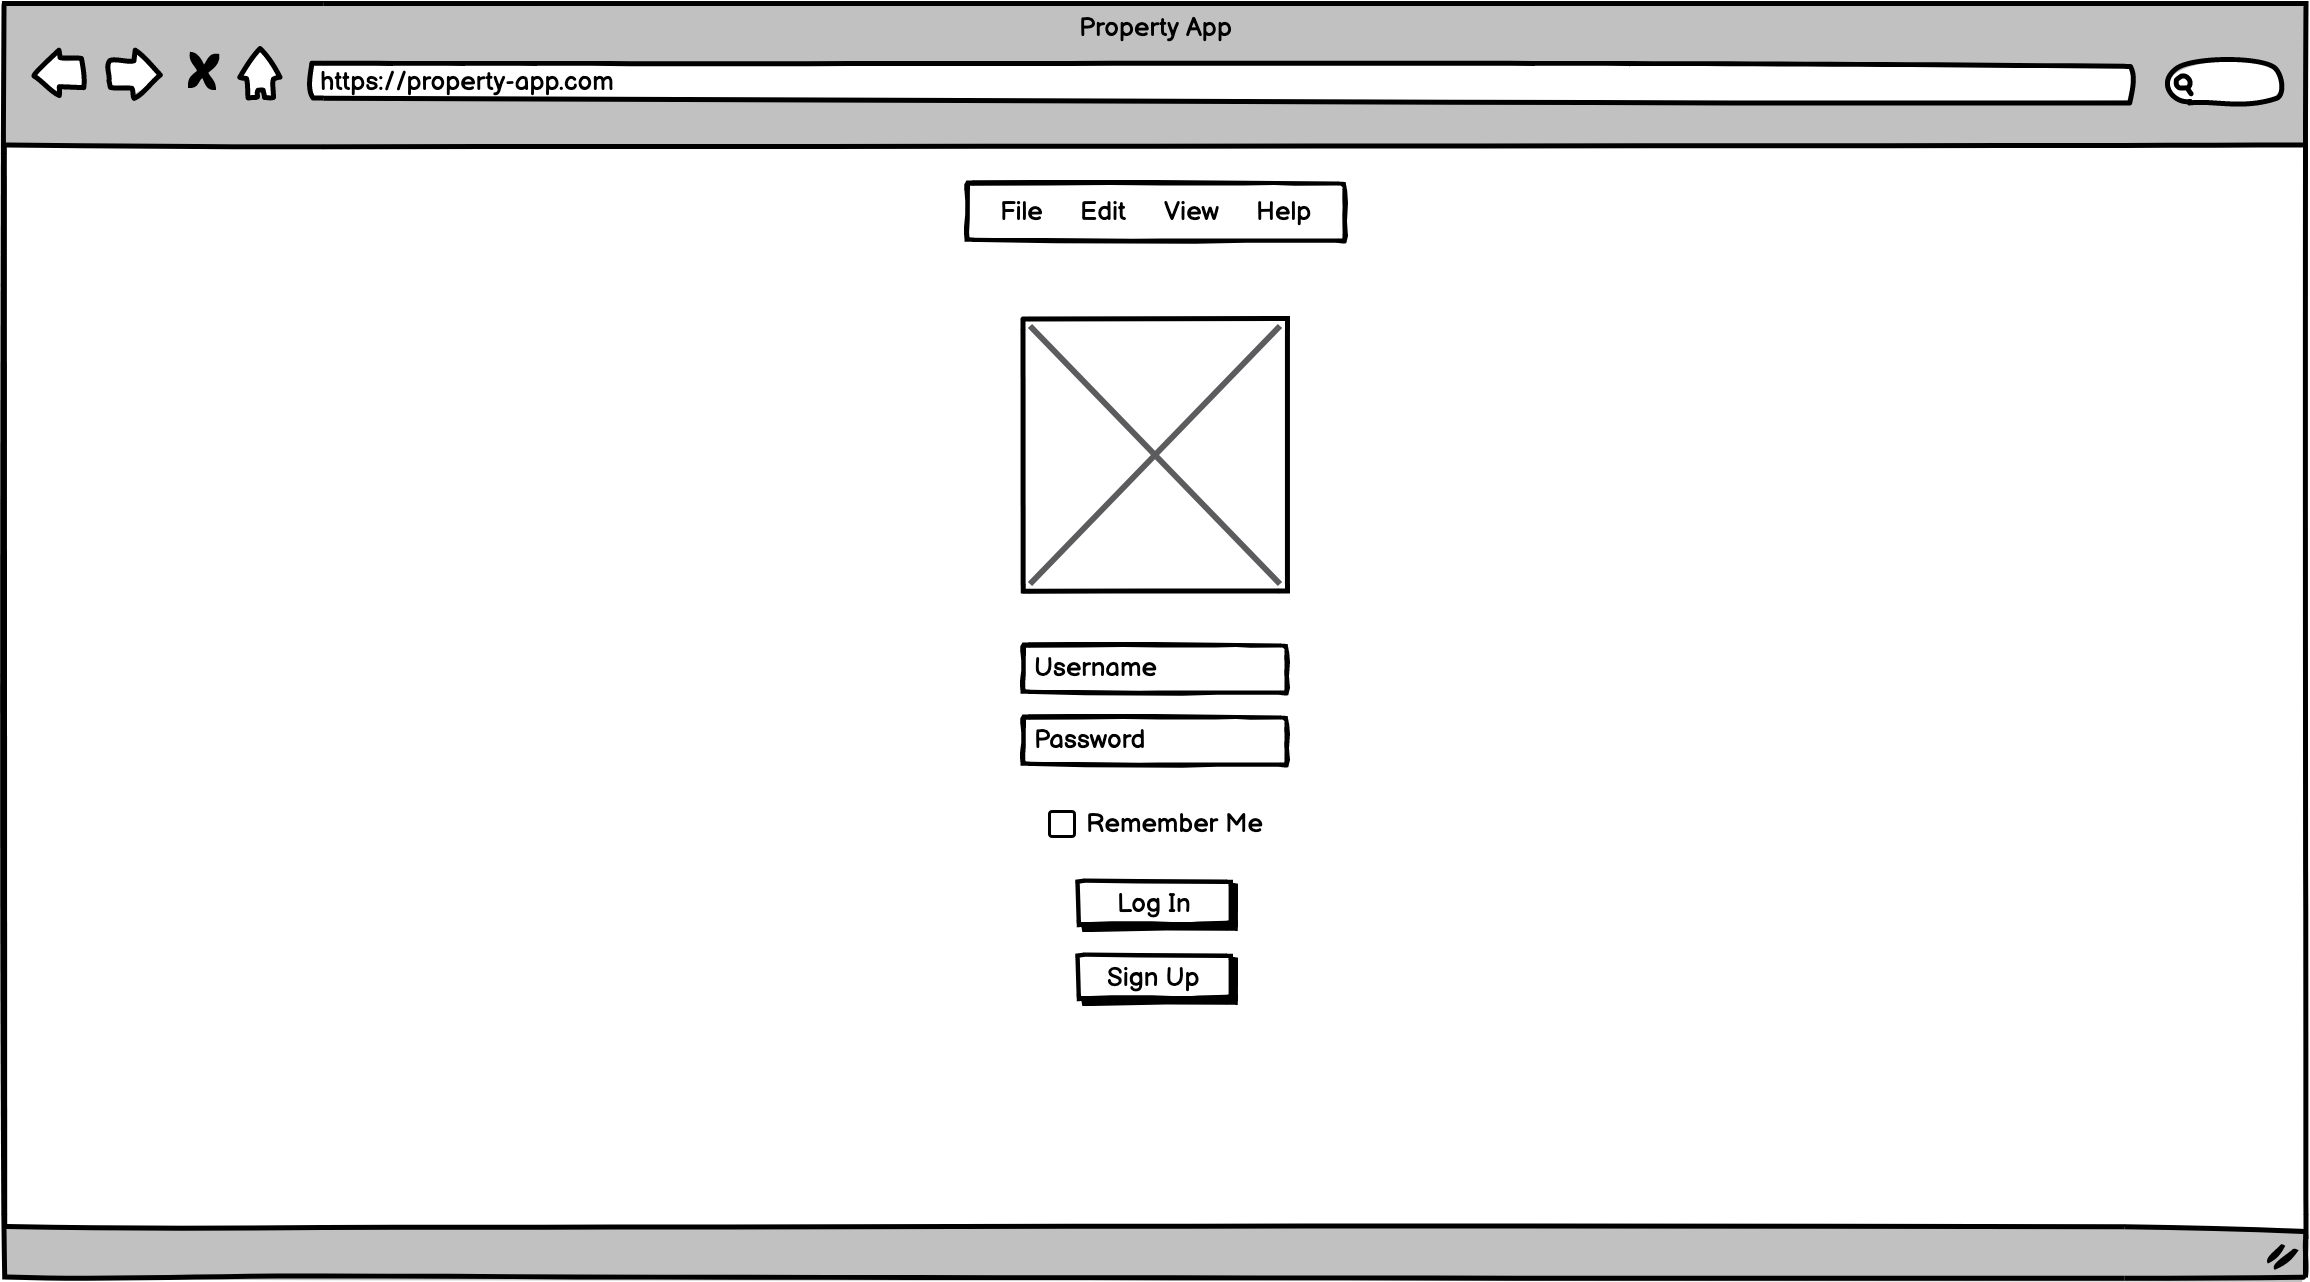 Property App
https://property-app.com
File Edit View Help
Username
Password
Remember Me
Log In
Sign Up